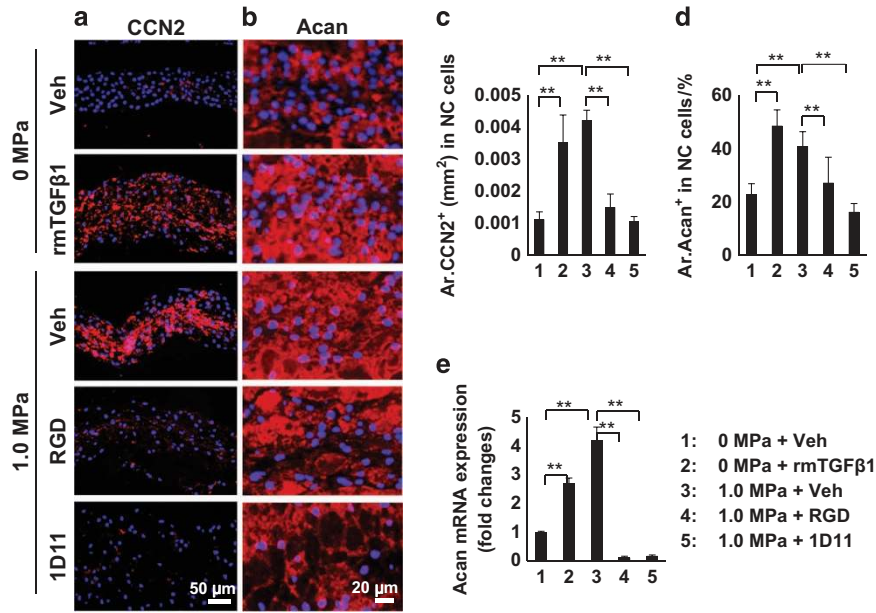 a
CCN2
b
Acan
0 MPa
Veh
rmTGFβ1
1.0 MPa
Veh
RGD
1D11
50 µm
20 µm
c
Ar.CCN2+ (mm²) in NC cells
0.005
0.004
0.003
0.002
0.001
0
** **
** **
1 2 3 4 5
d
Ar.Acan+ in NC cells/%
60
40
20
0
** **
**
**
1 2 3 4 5
e
Acan mRNA expression
(fold changes)
5
4
3
2
1
0
** **
**
**
1 2 3 4 5
1: 0 MPa + Veh
2: 0 MPa + rmTGFβ1
3: 1.0 MPa + Veh
4: 1.0 MPa + RGD
5: 1.0 MPa + 1D11